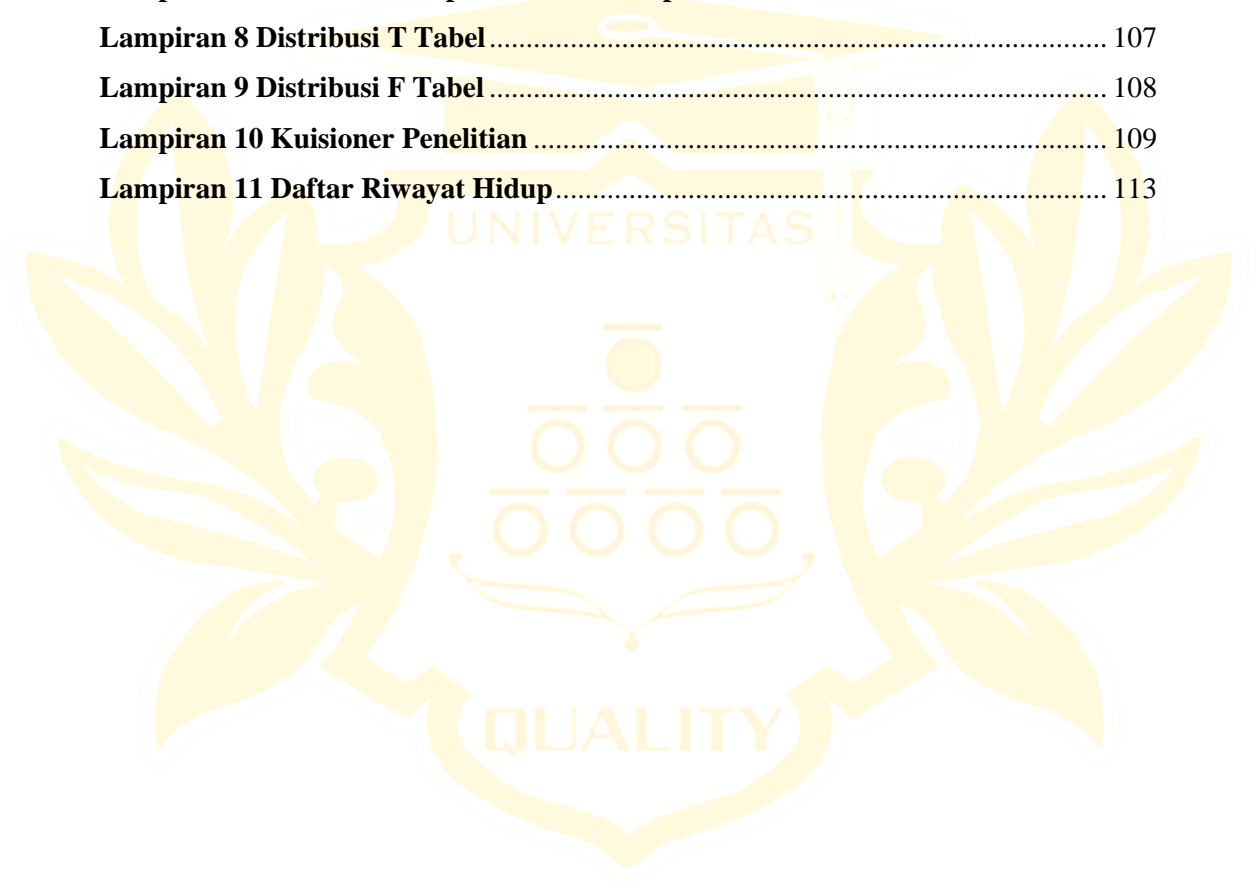 Lampiran 8 Distribusi T Tabel ........................................................................................ 107
Lampiran 9 Distribusi F Tabel ........................................................................................ 108
Lampiran 10 Kuisioner Penelitian .................................................................................. 109
Lampiran 11 Daftar Riwayat Hidup ............................................................................... 113
UNIVERSITAS
QUALITY